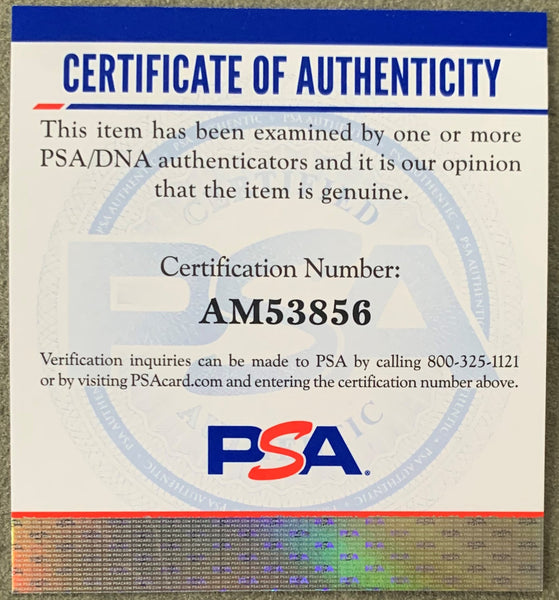 CERTIFICATE OF AUTHENTICITY
This item has been examined by one or more
PSA/DNA authenticators and it is our opinion
that the item is genuine.
CERTIFIED
PSA
Certification Number:
AM53856
Verification inquiries can be made to PSA by calling 800-325-1121
or by visiting PSAcard.com and entering the certification number above.
PSA®